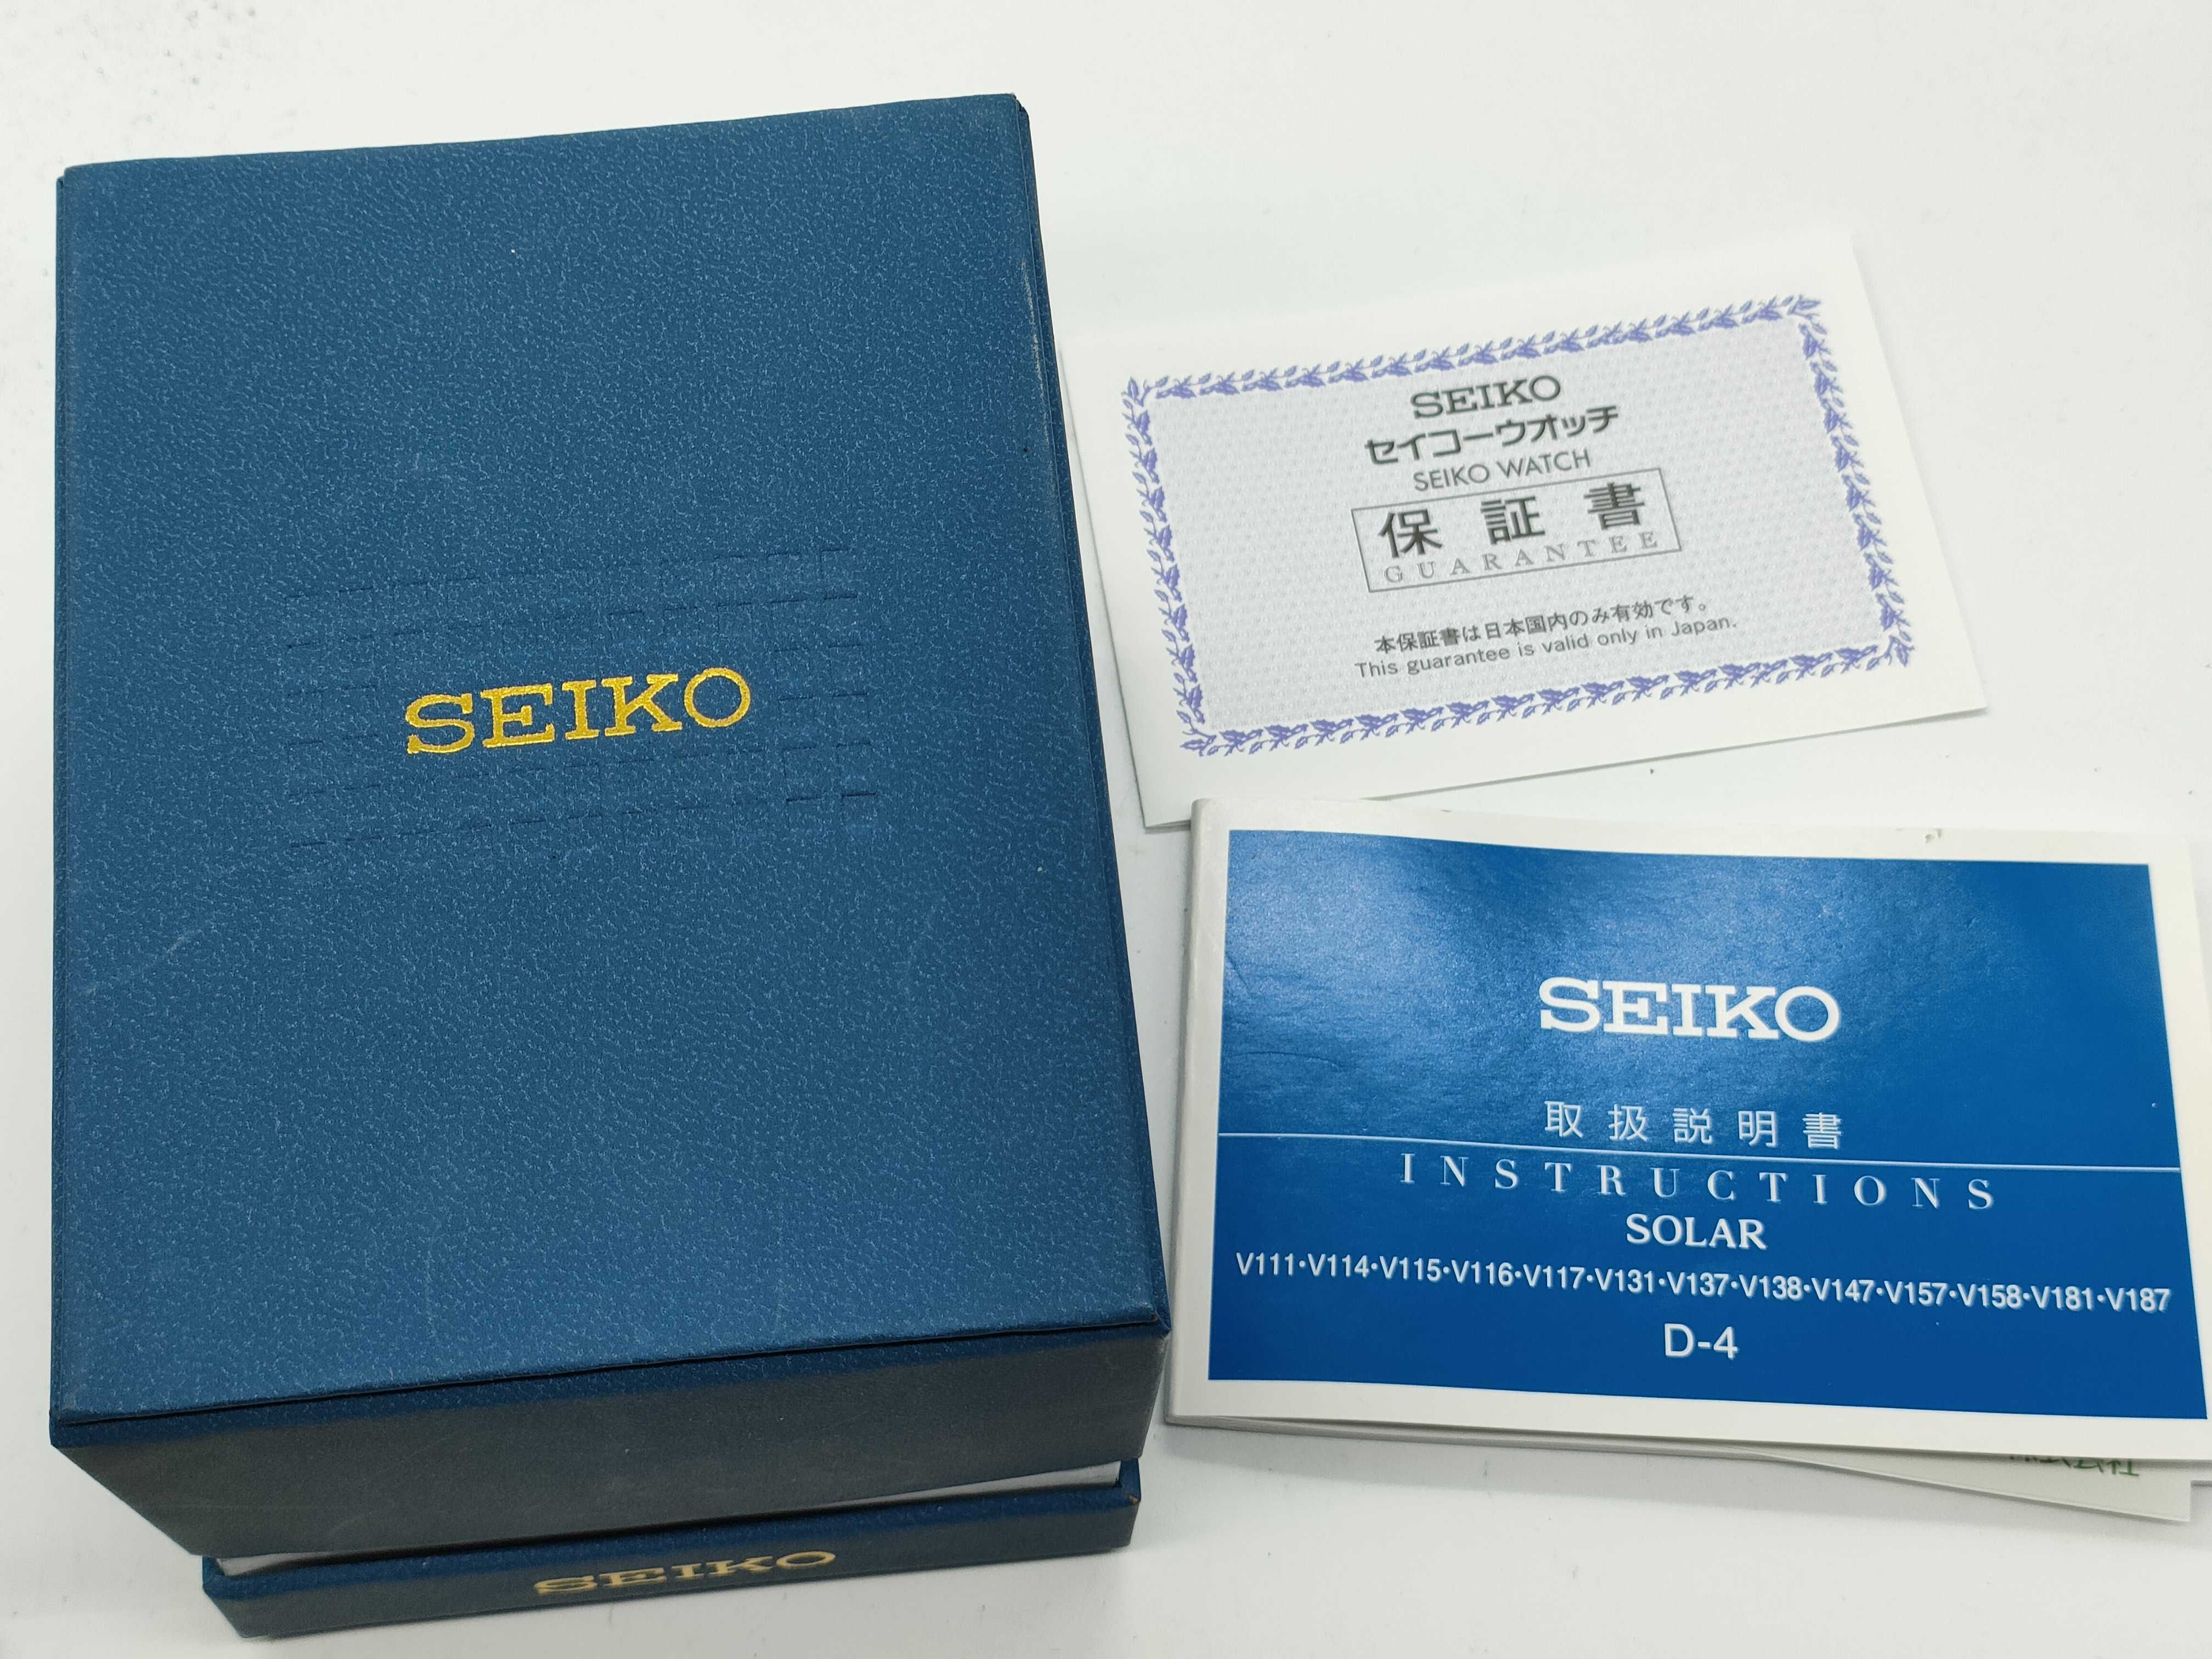 SEIKO
SEIKO
SEIKO
セイコーウオッチ
SEIKO WATCH
保証書
GUARANTEE
本保証書は日本国内のみ有効です。
This guarantee is valid only in Japan.
SEIKO
取扱説明書
INSTRUCTIONS
SOLAR
V111・V114・V115・V116・V117・V131・V137・V138・V147・V157・V158・V181・V187
D-4